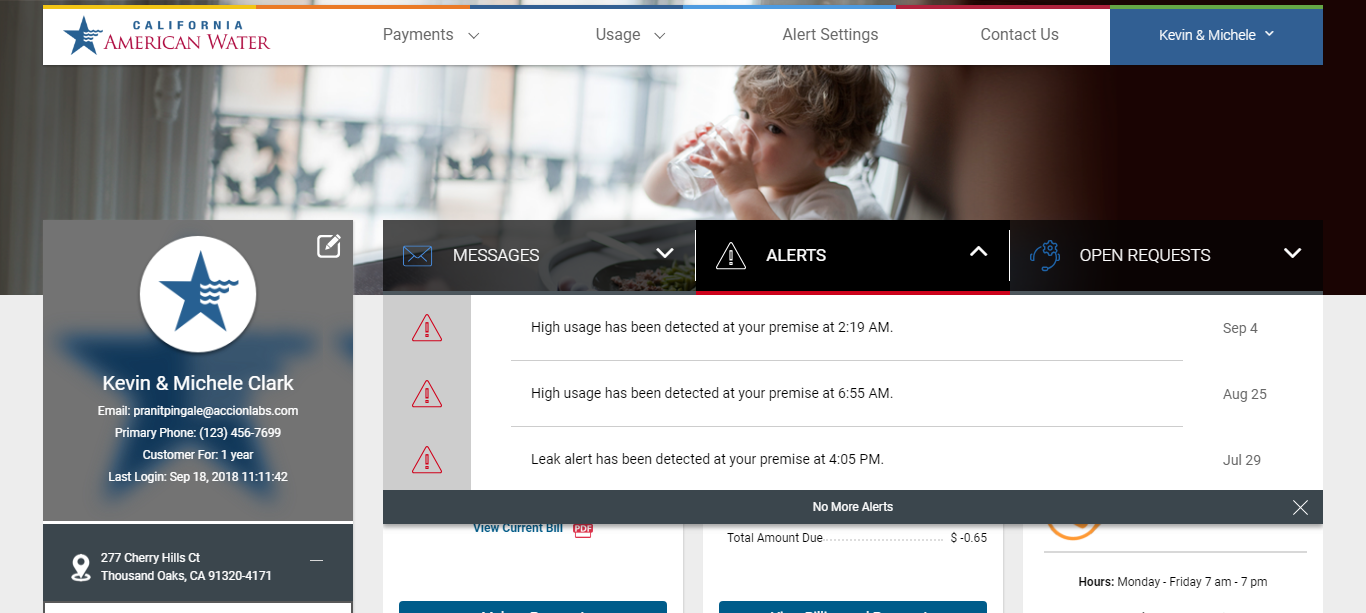 CALIFORNIA
AMERICAN WATER
Payments
Usage
Alert Settings
Contact Us
Kevin & Michele
MESSAGES
ALERTS
OPEN REQUESTS
Kevin & Michele Clark
Email: pranitpingale@accionlabs.com
Primary Phone: (123) 456-7699
Customer For: 1 year
Last Login: Sep 18, 2018 11:11:42
277 Cherry Hills Ct
Thousand Oaks, CA 91320-4171
High usage has been detected at your premise at 2:19 AM.
Sep 4
High usage has been detected at your premise at 6:55 AM.
Aug 25
Leak alert has been detected at your premise at 4:05 PM.
Jul 29
No More Alerts
View Current Bill
PDF
Total Amount Due
$ -0.65
Hours: Monday - Friday 7 am - 7 pm